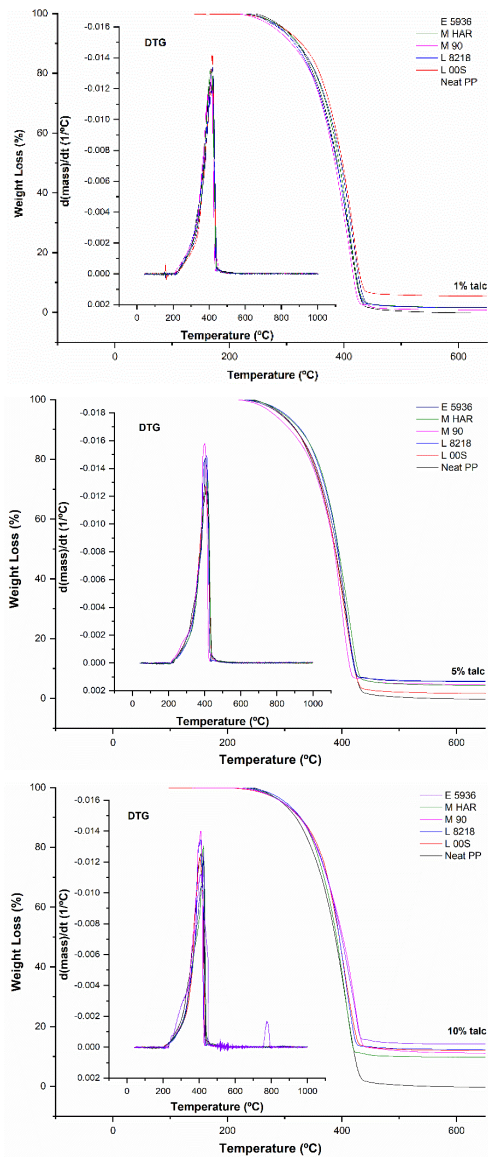 DTG
E 5936
M HAR
M 90
L 8218
L 00S
Neat PP
-0.016
-0.014
-0.012
-0.010
-0.008
-0.006
-0.004
-0.002
0.000
0.002
d(mass)/dt (1/ºC)
0 200 400 600 800 1000
Temperature (ºC)
100
80
60
40
20
0
Weight Loss (%)
1% talc
0 200 400 600
Temperature (ºC)
DTG
E 5936
M HAR
M 90
L 8218
L 00S
Neat PP
-0.018
-0.016
-0.014
-0.012
-0.010
-0.008
-0.006
-0.004
-0.002
0.000
0.002
d(mass)/dt (1/ºC)
0 200 400 600 800 1000
Temperature (ºC)
100
80
60
40
20
0
Weight Loss (%)
5% talc
0 200 400 600
Temperature (ºC)
DTG
E 5936
M HAR
M 90
L 8218
L 00S
Neat PP
-0.016
-0.014
-0.012
-0.010
-0.008
-0.006
-0.004
-0.002
0.000
0.002
d(mass)/dt (1/ºC)
0 200 400 600 800 1000
Temperature (ºC)
100
80
60
40
20
0
Weight Loss (%)
10% talc
0 200 400 600
Temperature (ºC)